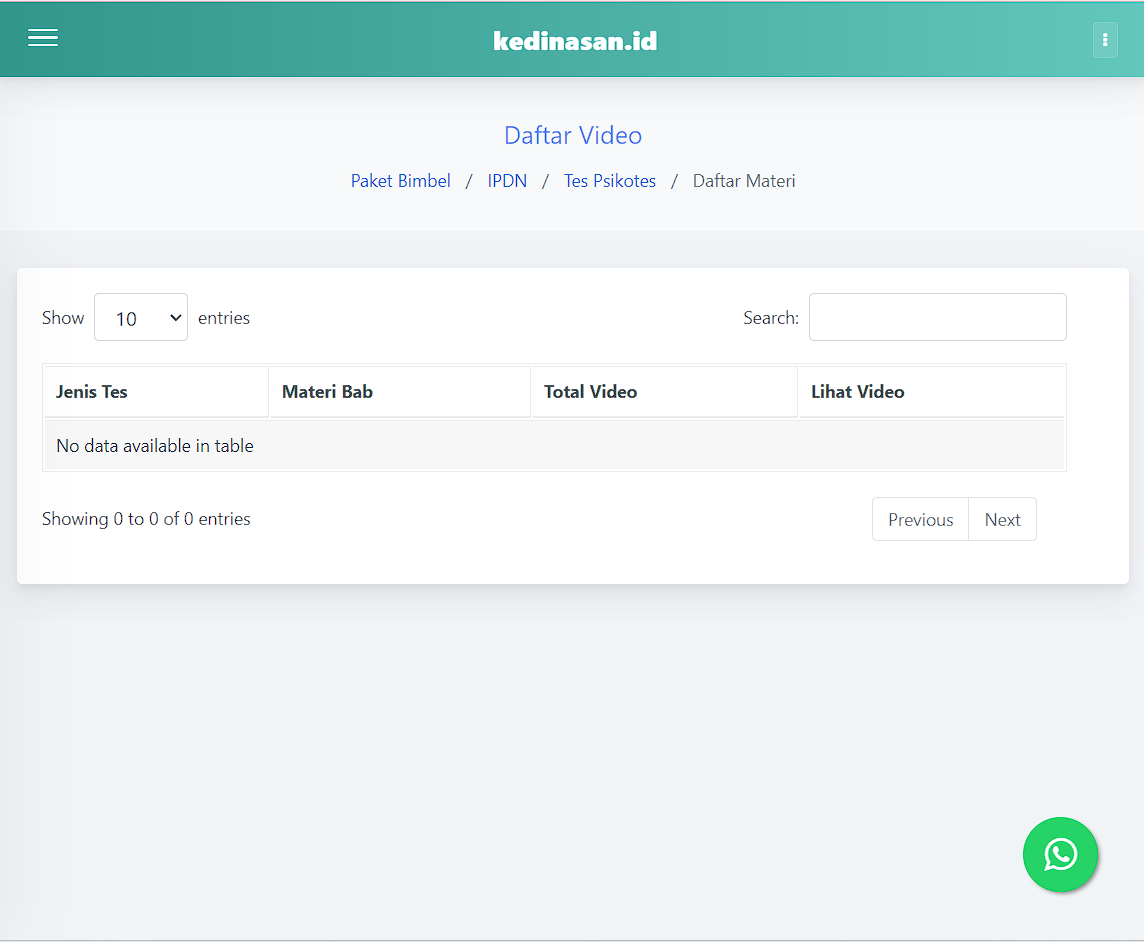 kedinasan.id
Daftar Video
Paket Bimbel / IPDN / Tes Psikotes / Daftar Materi
Show 10 entries Search:
Jenis Tes Materi Bab Total Video Lihat Video
No data available in table
Showing 0 to 0 of 0 entries Previous Next